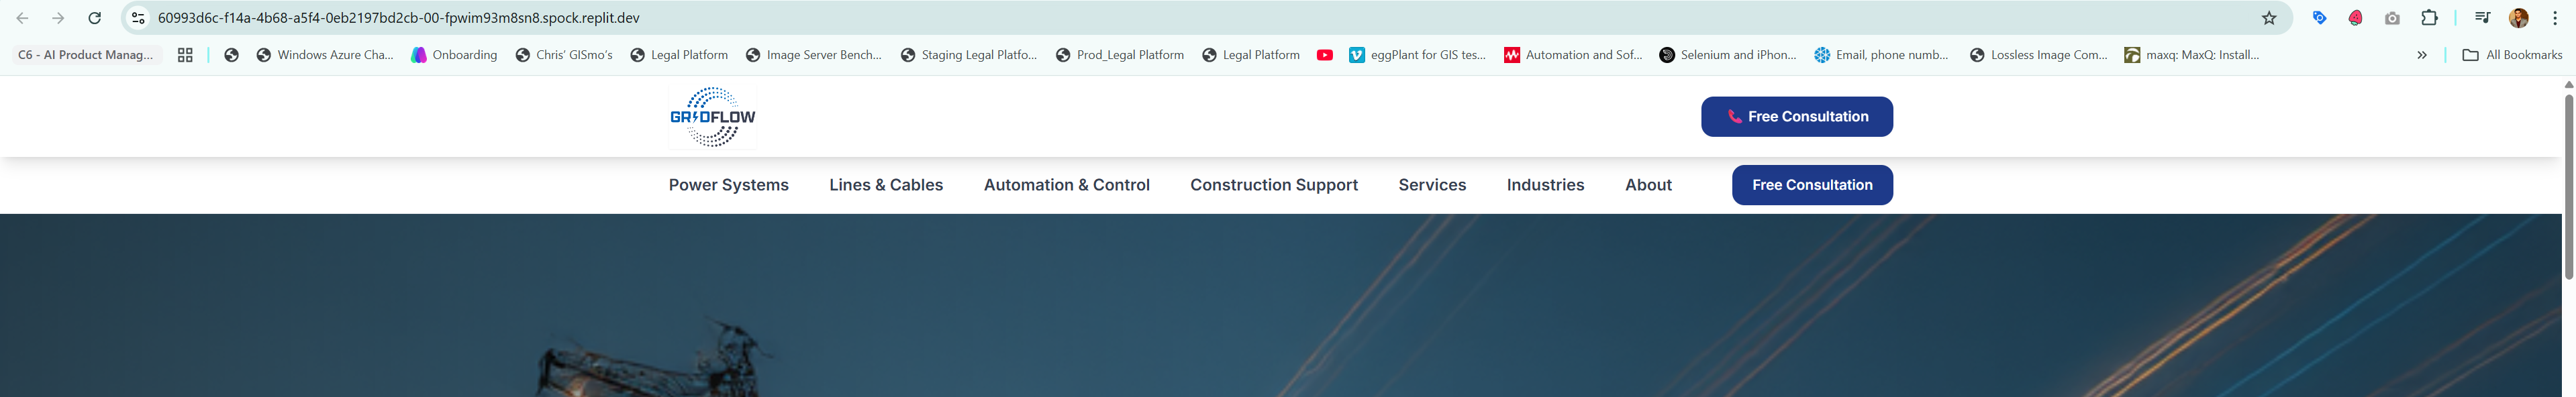 60993d6c-f14a-4b68-a5f4-0eb2197bd2cb-00-fpwim93m8sn8.spock.replit.dev
C6 - AI Product Manag... Windows Azure Cha... Onboarding Chris' GISmo's Legal Platform Image Server Bench... Staging Legal Platfo... Prod_Legal Platform Legal Platform eggPlant for GIS tes... Automation and Sof... Selenium and iPhon... Email, phone numb... Lossless Image Com... maxq: MaxQ: Install... » All Bookmarks
GRIDFLOW Free Consultation
Power Systems Lines & Cables Automation & Control Construction Support Services Industries About Free Consultation